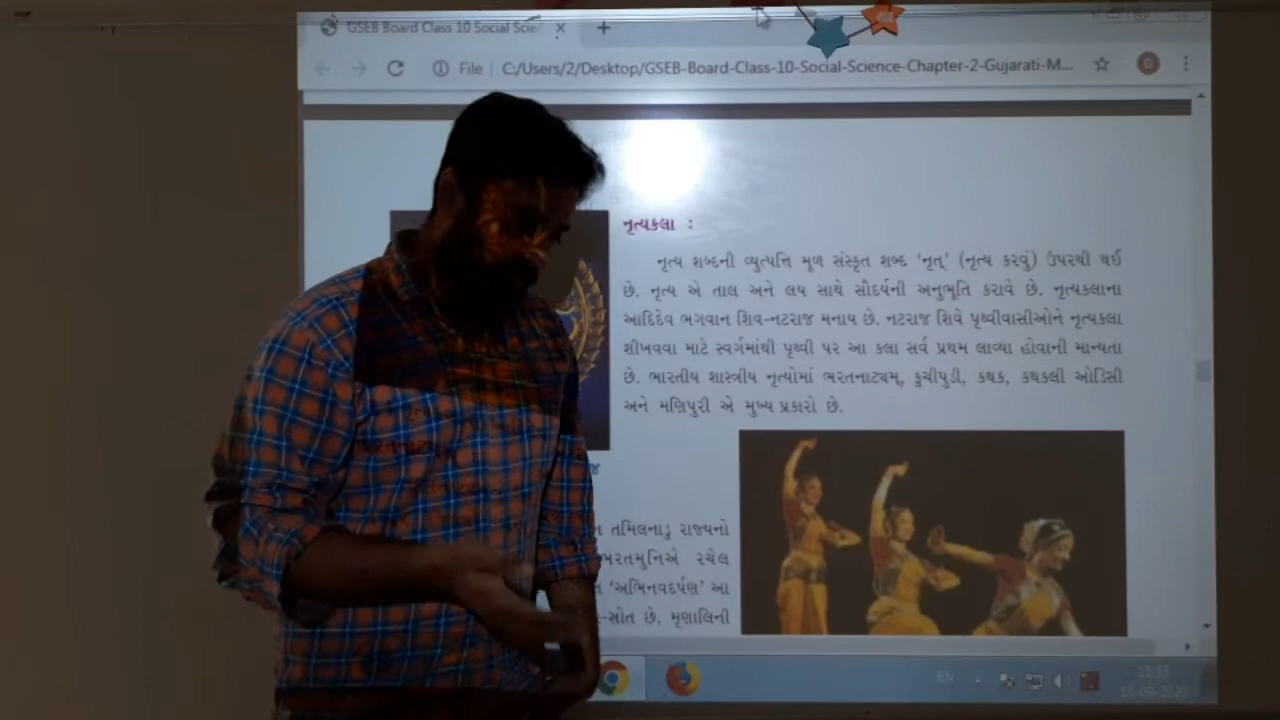 GSEB Board Class 10 Social Scie
File C:/Users/2/Desktop/GSEB-Board-Class-10-Social-Science-Chapter-2-Gujarati-M...
નૃત્યકલા :
નૃત્ય શબ્દની વ્યુત્પત્તિ મૂળ સંસ્કૃત શબ્દ ‘નૃત્’ (નૃત્ય કરવું) ઉપરથી થઈ
છે. નૃત્ય એ તાલ અને લય સાથે સૌંદર્યની અનુભૂતિ કરાવે છે. નૃત્યકલાના
આદિદેવ ભગવાન શિવ-નટરાજ મનાય છે. નટરાજ શિવે પૃથ્વીવાસીઓને નૃત્યકલા
શીખવવા માટે સ્વર્ગમાંથી પૃથ્વી પર આ કલા સર્વ પ્રથમ લાવ્યા હોવાની માન્યતા
છે. ભારતીય શાસ્ત્રીય નૃત્યોમાં ભરતનાટ્યમ્, કુચીપુડી, કથક, કથકલી ઓડિસી
અને મણિપુરી એ મુખ્ય પ્રકારો છે.
તમિલનાડુ રાજ્યનો
ભરતમુનિએ રચેલ
‘અભિનવદર્પણ’ આ
-સ્રોત છે, મૃણાલિની
EN 15:55